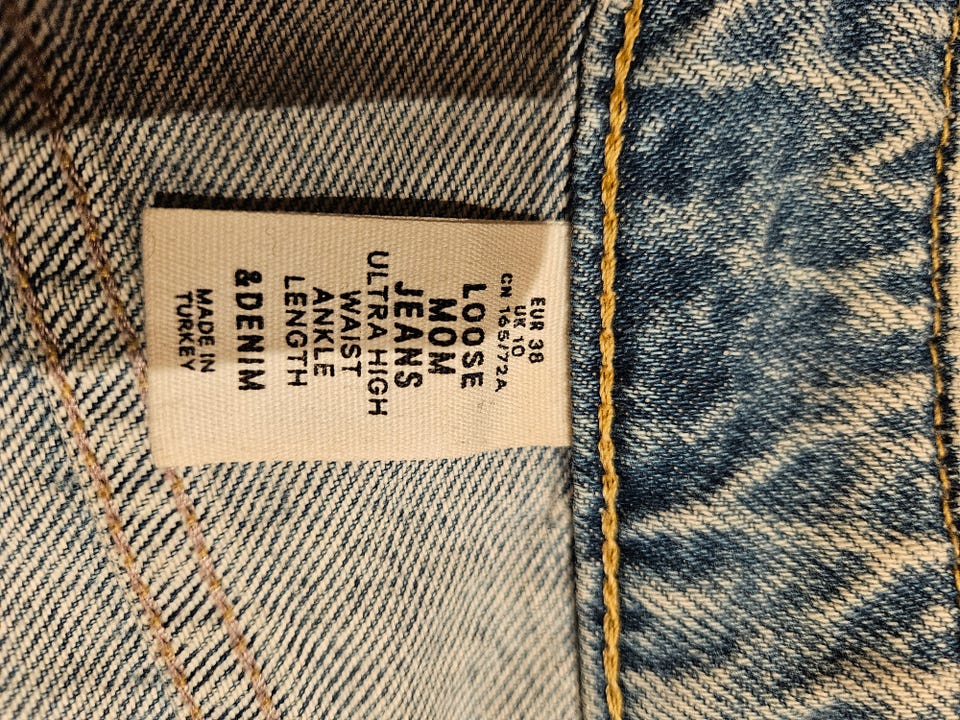 EUR 38
UK 10
CN 165/72A
LOOSE
MOM
JEANS
ULTRA HIGH
WAIST
ANKLE
LENGTH
&DENIM
MADE IN
TURKEY